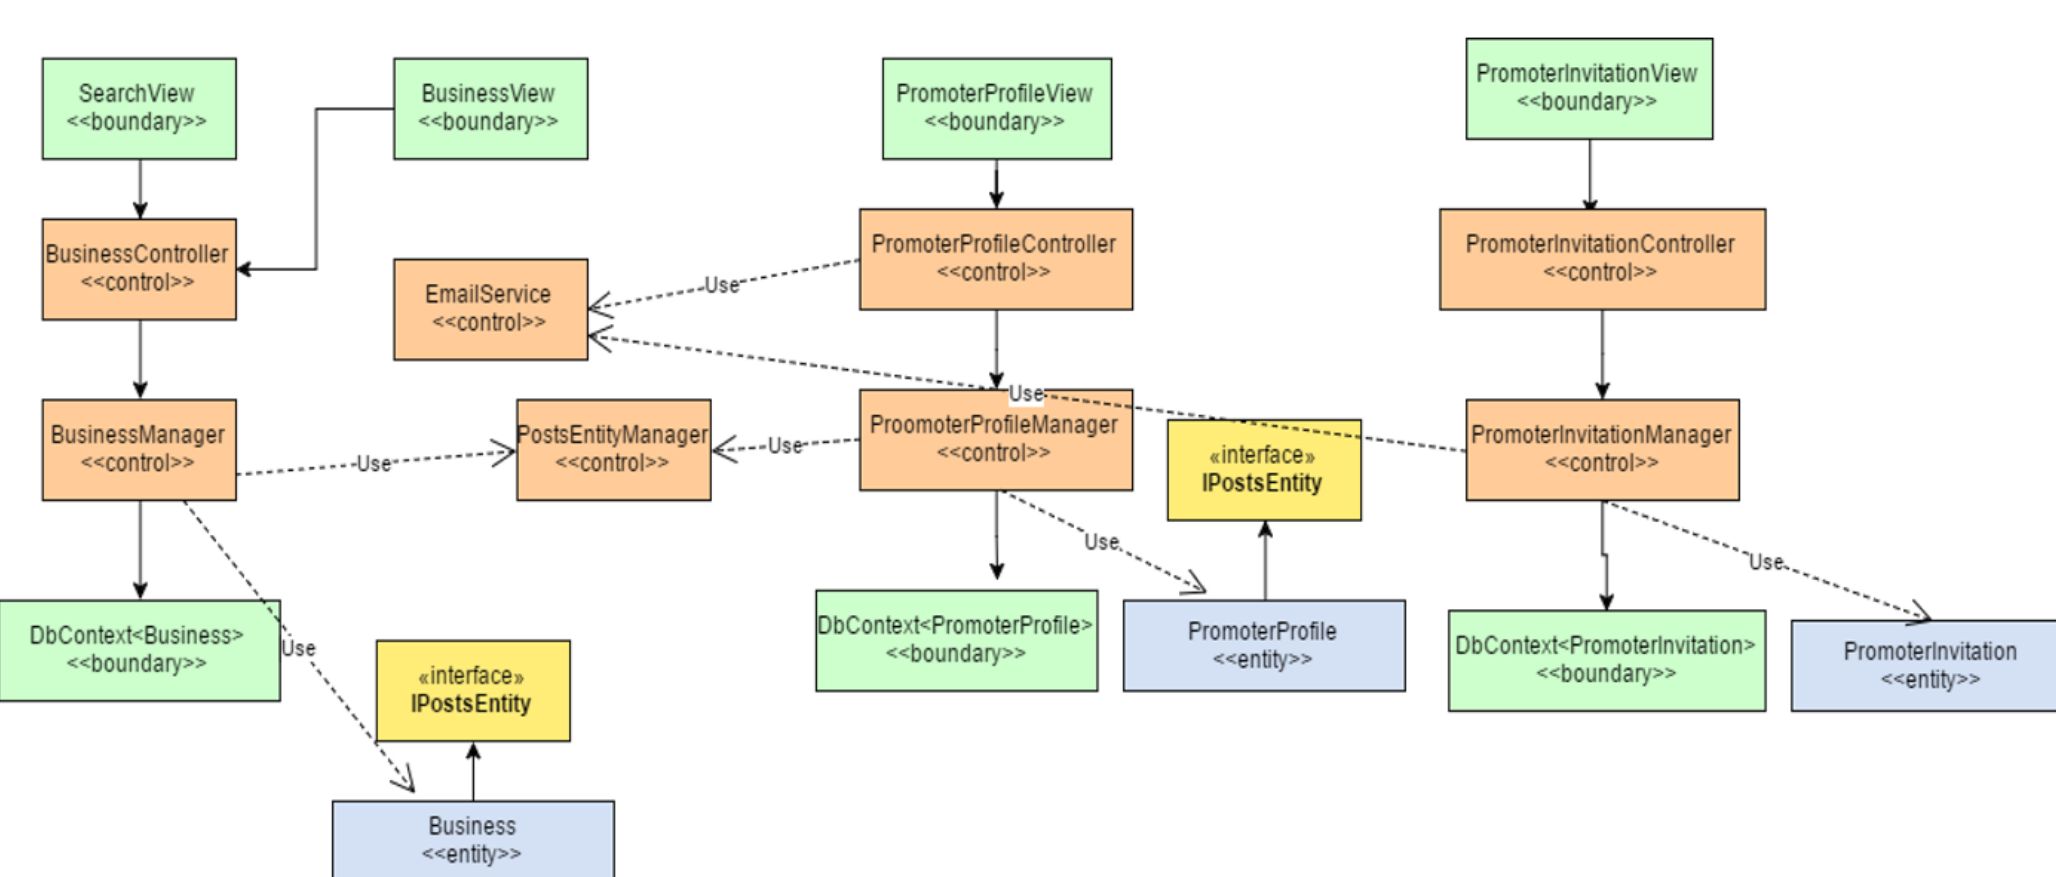 SearchView
<<boundary>>
BusinessView
<<boundary>>
PromoterProfileView
<<boundary>>
PromoterInvitationView
<<boundary>>
BusinessController
<<control>>
EmailService
<<control>>
Use
PromoterProfileController
<<control>>
PromoterInvitationController
<<control>>
Use
BusinessManager
<<control>>
Use
PostsEntityManager
<<control>>
Use
ProomoterProfileManager
<<control>>
«interface»
IPostsEntity
PromoterInvitationManager
<<control>>
Use
Use
DbContext<Business>
<<boundary>>
Use
«interface»
IPostsEntity
DbContext<PromoterProfile>
<<boundary>>
PromoterProfile
<<entity>>
DbContext<PromoterInvitation>
<<boundary>>
PromoterInvitation
<<entity>>
Business
<<entity>>